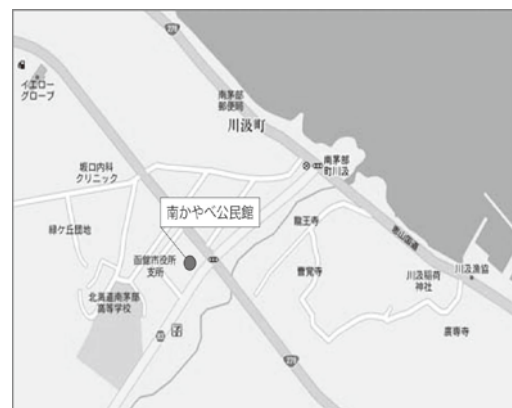 278
イエロー
グローブ
南茅部
郵便局
川汲町
南茅部
町川汲
坂口内科
クリニック
南かやべ公民館
龍王寺
緑ケ丘団地
函館市役所
支所
豊覚寺
恵山国道
川汲稲荷
神社
川汲漁協
北海道南茅部
高等学校
278